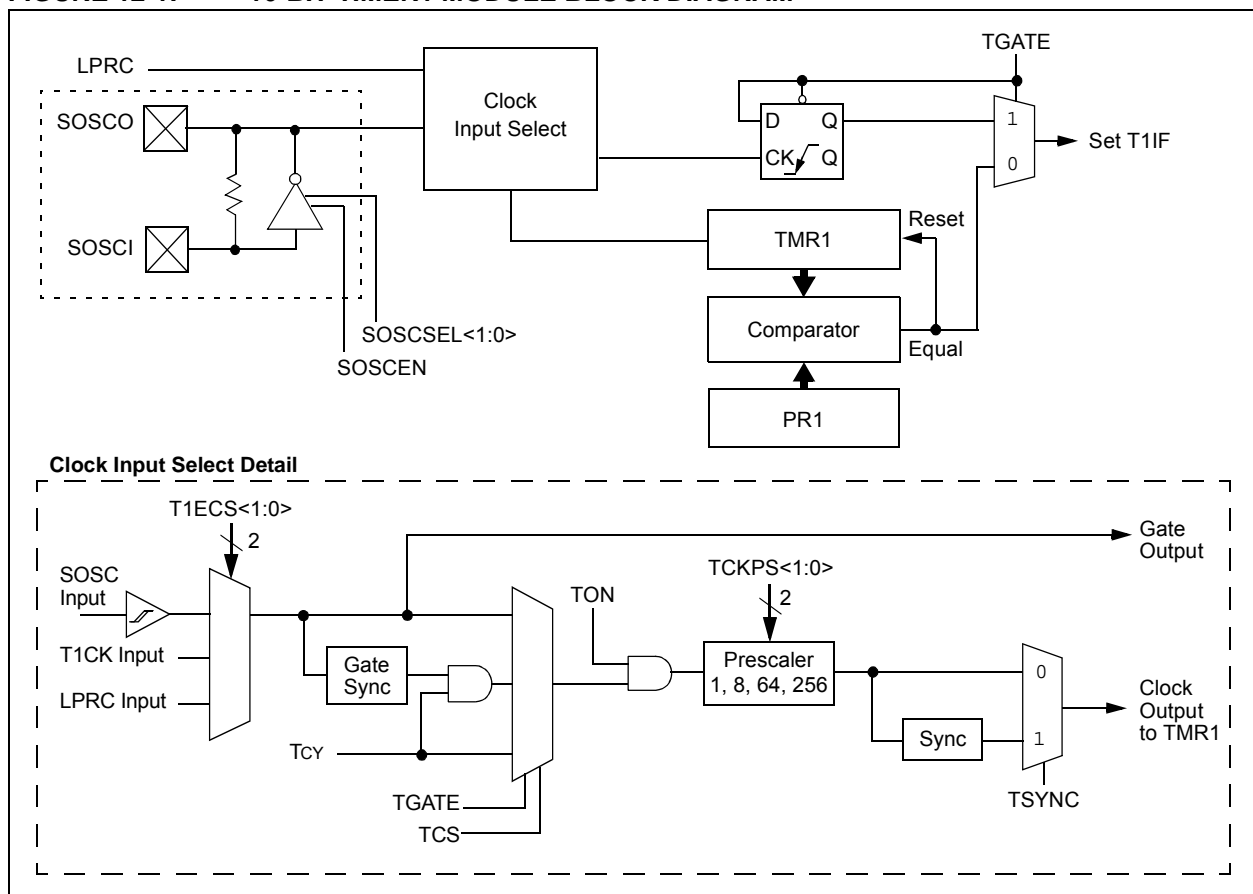 TGATE
LPRC
SOSCO
Clock
Input Select
D Q
CK Q
1
0
Set T1IF
SOSCI
TMR1
Reset
Comparator
Equal
PR1
SOSCSEL<1:0>
SOSCEN
Clock Input Select Detail
T1ECS<1:0>
2
Gate
Output
SOSC
Input
T1CK Input
LPRC Input
Gate
Sync
TCY
TGATE
TCS
TON
TCKPS<1:0>
2
Prescaler
1, 8, 64, 256
Sync
0
1
TSYNC
Clock
Output
to TMR1